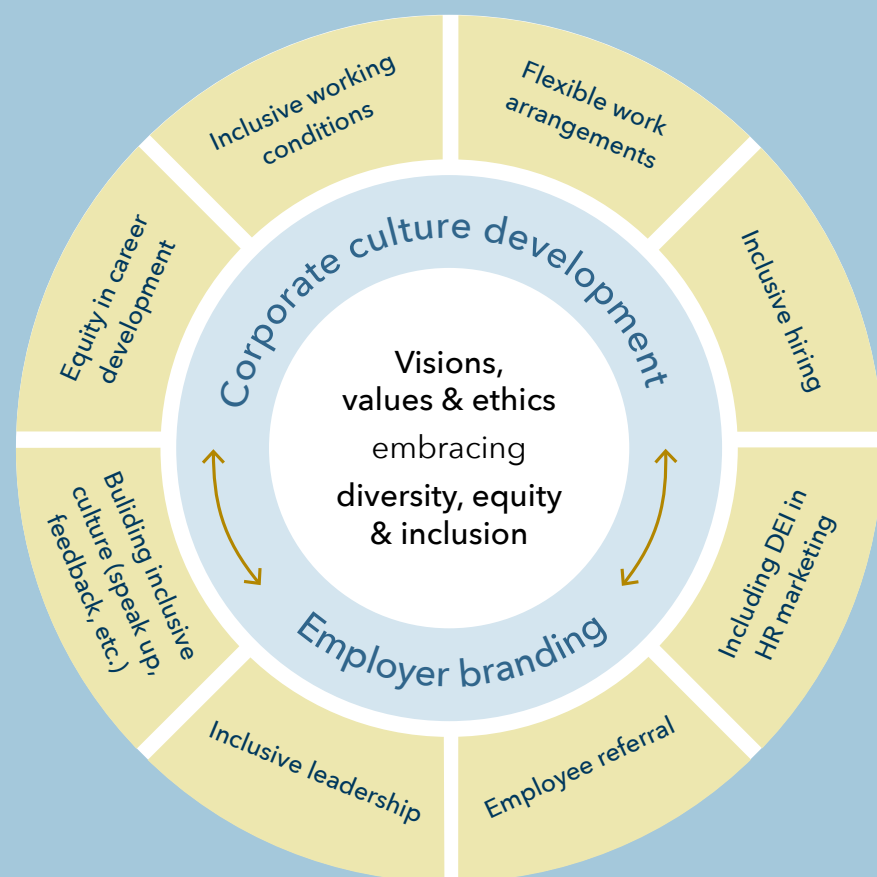 Inclusive working
conditions
Flexible work
arrangements
Inclusive hiring
Including DEI in
HR marketing
Employee referral
Inclusive leadership
Buliding inclusive
culture (speak up,
feedback, etc.)
Equity in career
development
Corporate culture development
Visions,
values & ethics
embracing
diversity, equity
& inclusion
Employer branding